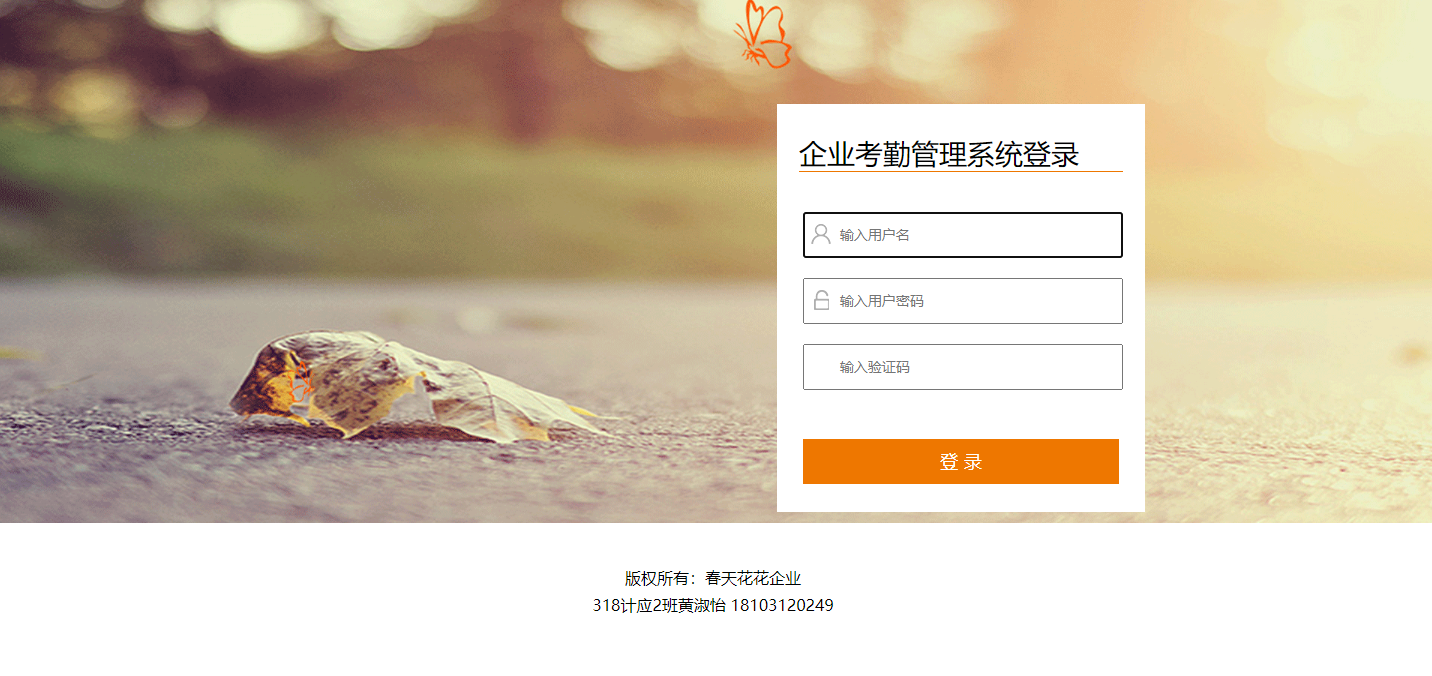 企业考勤管理系统登录
输入用户名
输入用户密码
输入验证码
登 录
版权所有：春天花花企业
318计应2班黄淑怡 18103120249